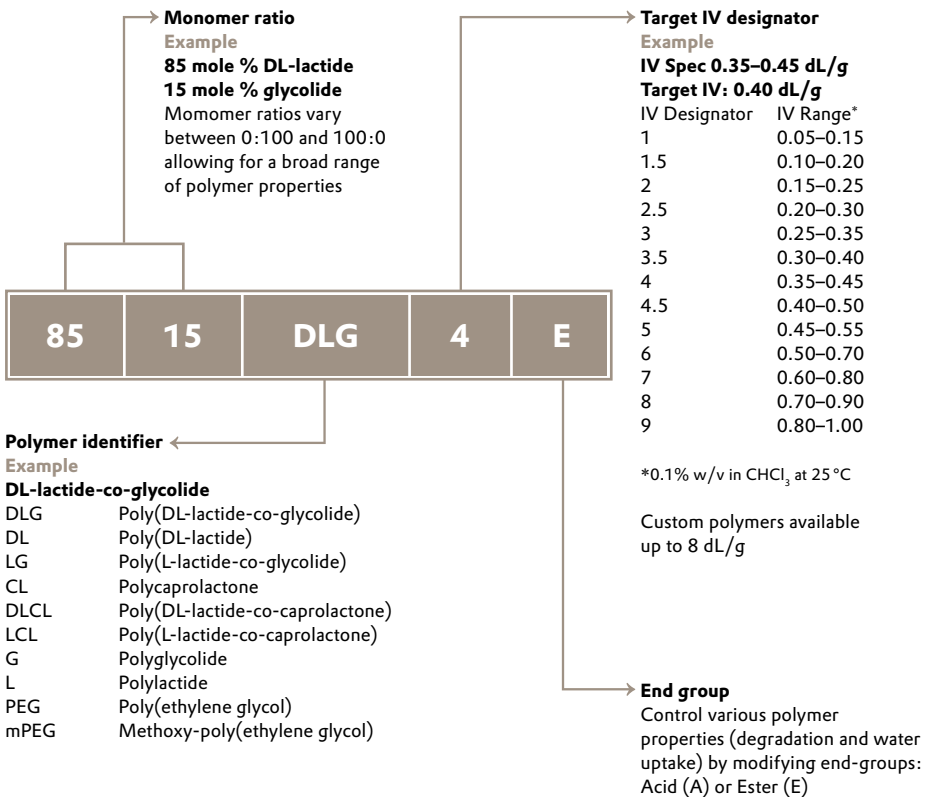 Monomer ratio
Example
85 mole % DL-lactide
15 mole % glycolide
Momomer ratios vary
between 0:100 and 100:0
allowing for a broad range
of polymer properties
Target IV designator
Example
IV Spec 0.35–0.45 dL/g
Target IV: 0.40 dL/g
IV Designator IV Range*
1 0.05–0.15
1.5 0.10–0.20
2 0.15–0.25
2.5 0.20–0.30
3 0.25–0.35
3.5 0.30–0.40
4 0.35–0.45
4.5 0.40–0.50
5 0.45–0.55
6 0.50–0.70
7 0.60–0.80
8 0.70–0.90
9 0.80–1.00
*0.1% w/v in CHCl₃ at 25 °C
Custom polymers available
up to 8 dL/g
85 15 DLG 4 E
Polymer identifier
Example
DL-lactide-co-glycolide
DLG Poly(DL-lactide-co-glycolide)
DL Poly(DL-lactide)
LG Poly(L-lactide-co-glycolide)
CL Polycaprolactone
DLCL Poly(DL-lactide-co-caprolactone)
LCL Poly(L-lactide-co-caprolactone)
G Polyglycolide
L Polylactide
PEG Poly(ethylene glycol)
mPEG Methoxy-poly(ethylene glycol)
End group
Control various polymer
properties (degradation and water
uptake) by modifying end-groups:
Acid (A) or Ester (E)